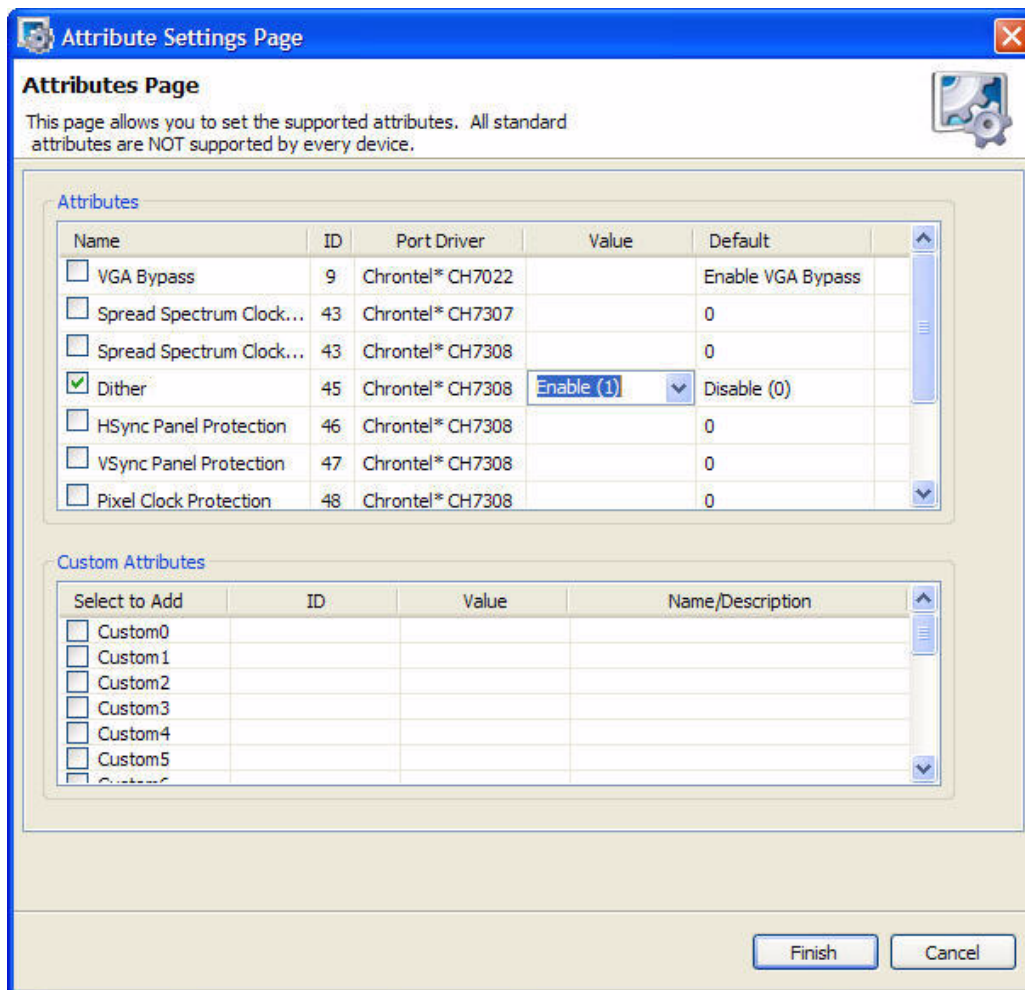 Attribute Settings Page
Attributes Page
This page allows you to set the supported attributes. All standard
attributes are NOT supported by every device.
Attributes
Name ID Port Driver Value Default
VGA Bypass 9 Chrontel* CH7022 Enable VGA Bypass
Spread Spectrum Clock... 43 Chrontel* CH7307 0
Spread Spectrum Clock... 43 Chrontel* CH7308 0
Dither 45 Chrontel* CH7308 Enable (1) Disable (0)
HSync Panel Protection 46 Chrontel* CH7308 0
VSync Panel Protection 47 Chrontel* CH7308 0
Pixel Clock Protection 48 Chrontel* CH7308 0
Custom Attributes
Select to Add ID Value Name/Description
Custom0
Custom1
Custom2
Custom3
Custom4
Custom5
Finish Cancel